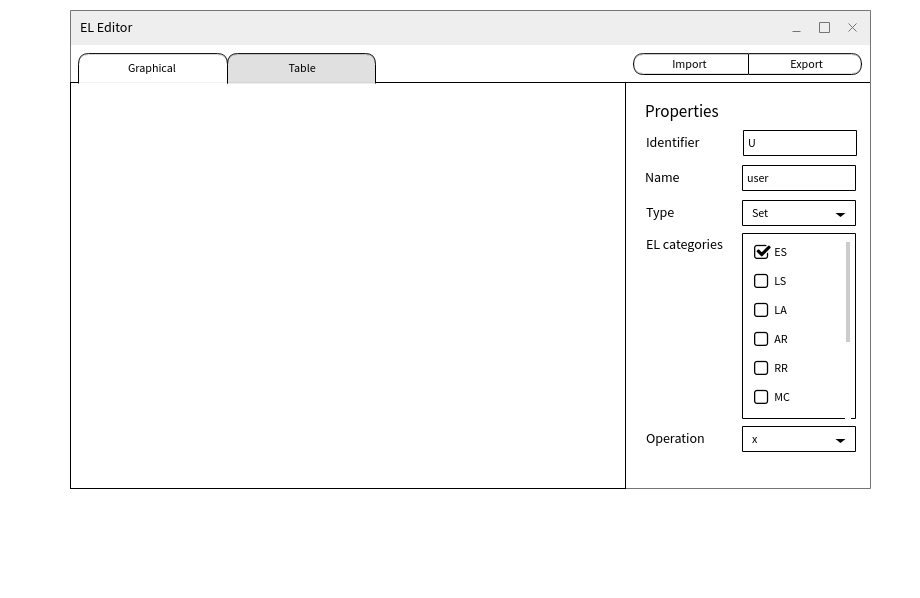 EL Editor
Graphical
Table
Import
Export
Properties
Identifier
U
Name
user
Type
Set
EL categories
ES
LS
LA
AR
RR
MC
Operation
x